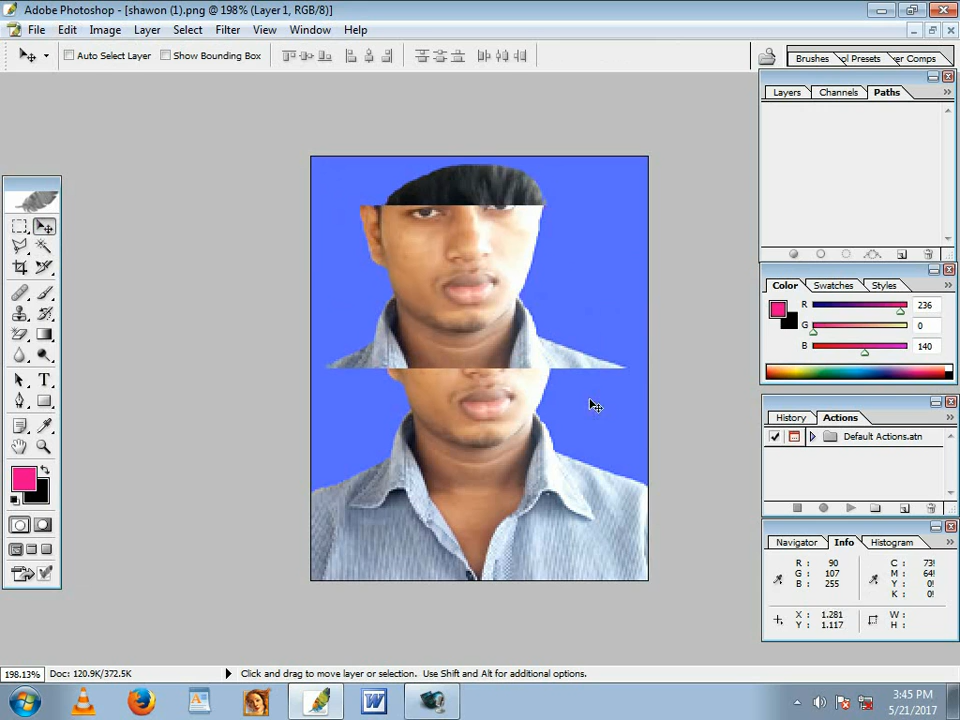 Adobe Photoshop - [shawon (1).png @ 198% (Layer 1, RGB/8)]
File Edit Image Layer Select Filter View Window Help
Auto Select Layer Show Bounding Box
Brushes ol Presets er Comps
Layers Channels Paths
Color Swatches Styles
R 236
G 0
B 140
History Actions
Default Actions.atn
Navigator Info Histogram
R : 90 C : 73!
G : 107 M : 64!
B : 255 Y : 0!
K : 0!
X : 1.281 W :
Y : 1.117 H :
198.13% Doc: 120.9K/372.5K Click and drag to move layer or selection. Use Shift and Alt for additional options.
3:45 PM
5/21/2017